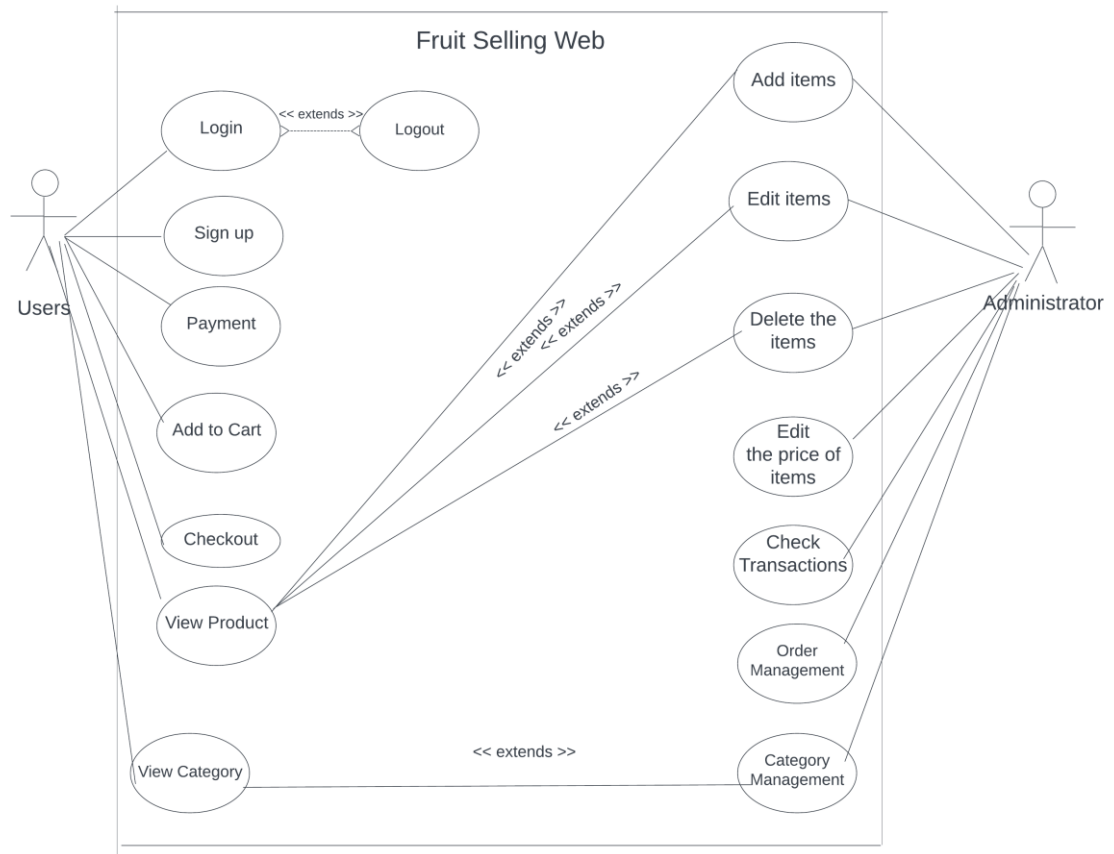 Fruit Selling Web
Add items
<< extends >>
Login
Logout
Edit items
Sign up
Users
Administrator
<< extends >>
<< extends >>
Payment
Delete the
items
<< extends >>
Add to Cart
Edit
the price of
items
Checkout
Check
Transactions
View Product
Order
Management
<< extends >>
View Category
Category
Management